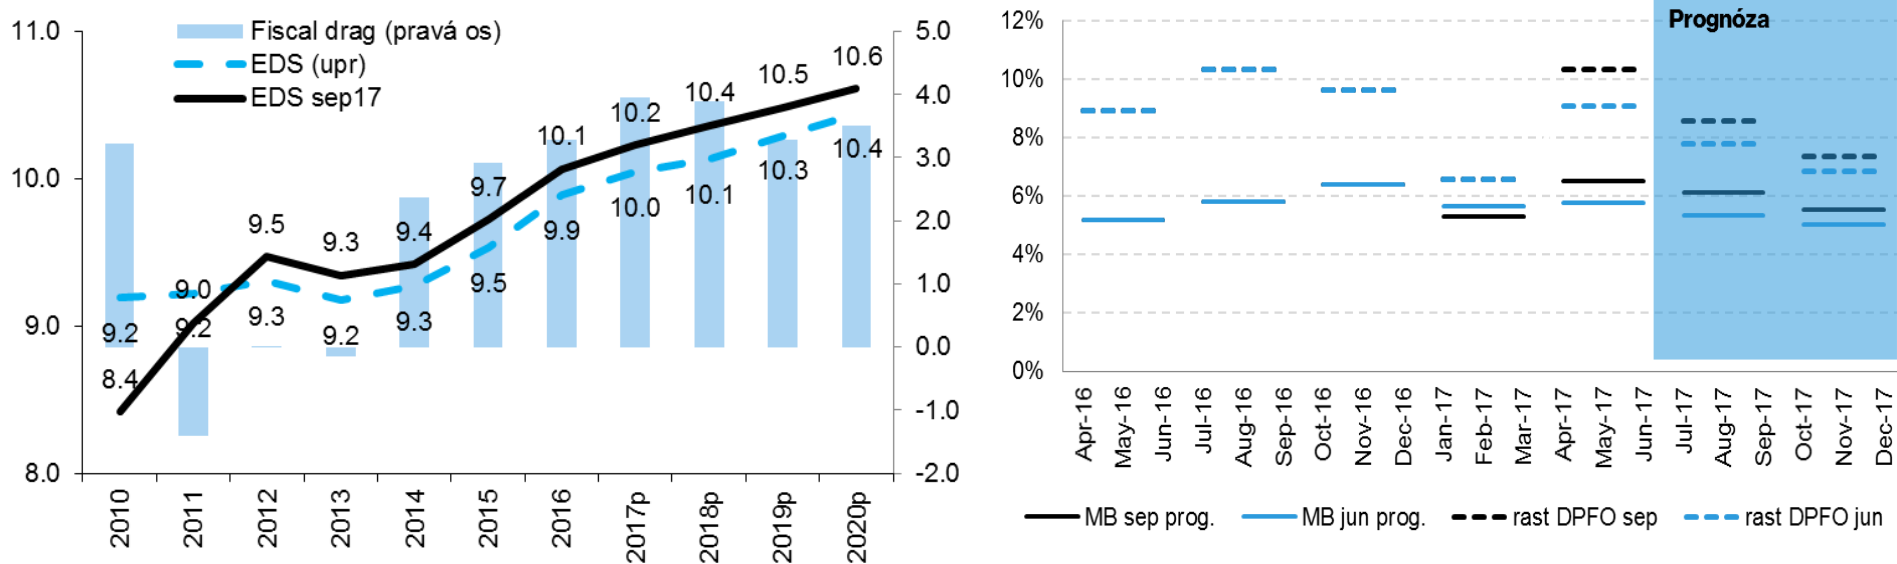 11.0
10.0
9.0
8.0
Fiscal drag (pravá os)
EDS (upr)
EDS sep17
5.0
4.0
3.0
2.0
1.0
0.0
-1.0
-2.0
8.4
9.0
9.5
9.3
9.4
9.7
10.1
10.2
10.4
10.5
10.6
9.2
9.2
9.3
9.2
9.3
9.5
9.9
10.0
10.1
10.3
10.4
2010
2011
2012
2013
2014
2015
2016
2017p
2018p
2019p
2020p
12%
10%
8%
6%
4%
2%
0%
Prognóza
Apr-16
May-16
Jun-16
Jul-16
Aug-16
Sep-16
Oct-16
Nov-16
Dec-16
Jan-17
Feb-17
Mar-17
Apr-17
May-17
Jun-17
Jul-17
Aug-17
Sep-17
Oct-17
Nov-17
Dec-17
MB sep prog.
MB jun prog.
rast DPFO sep
rast DPFO jun